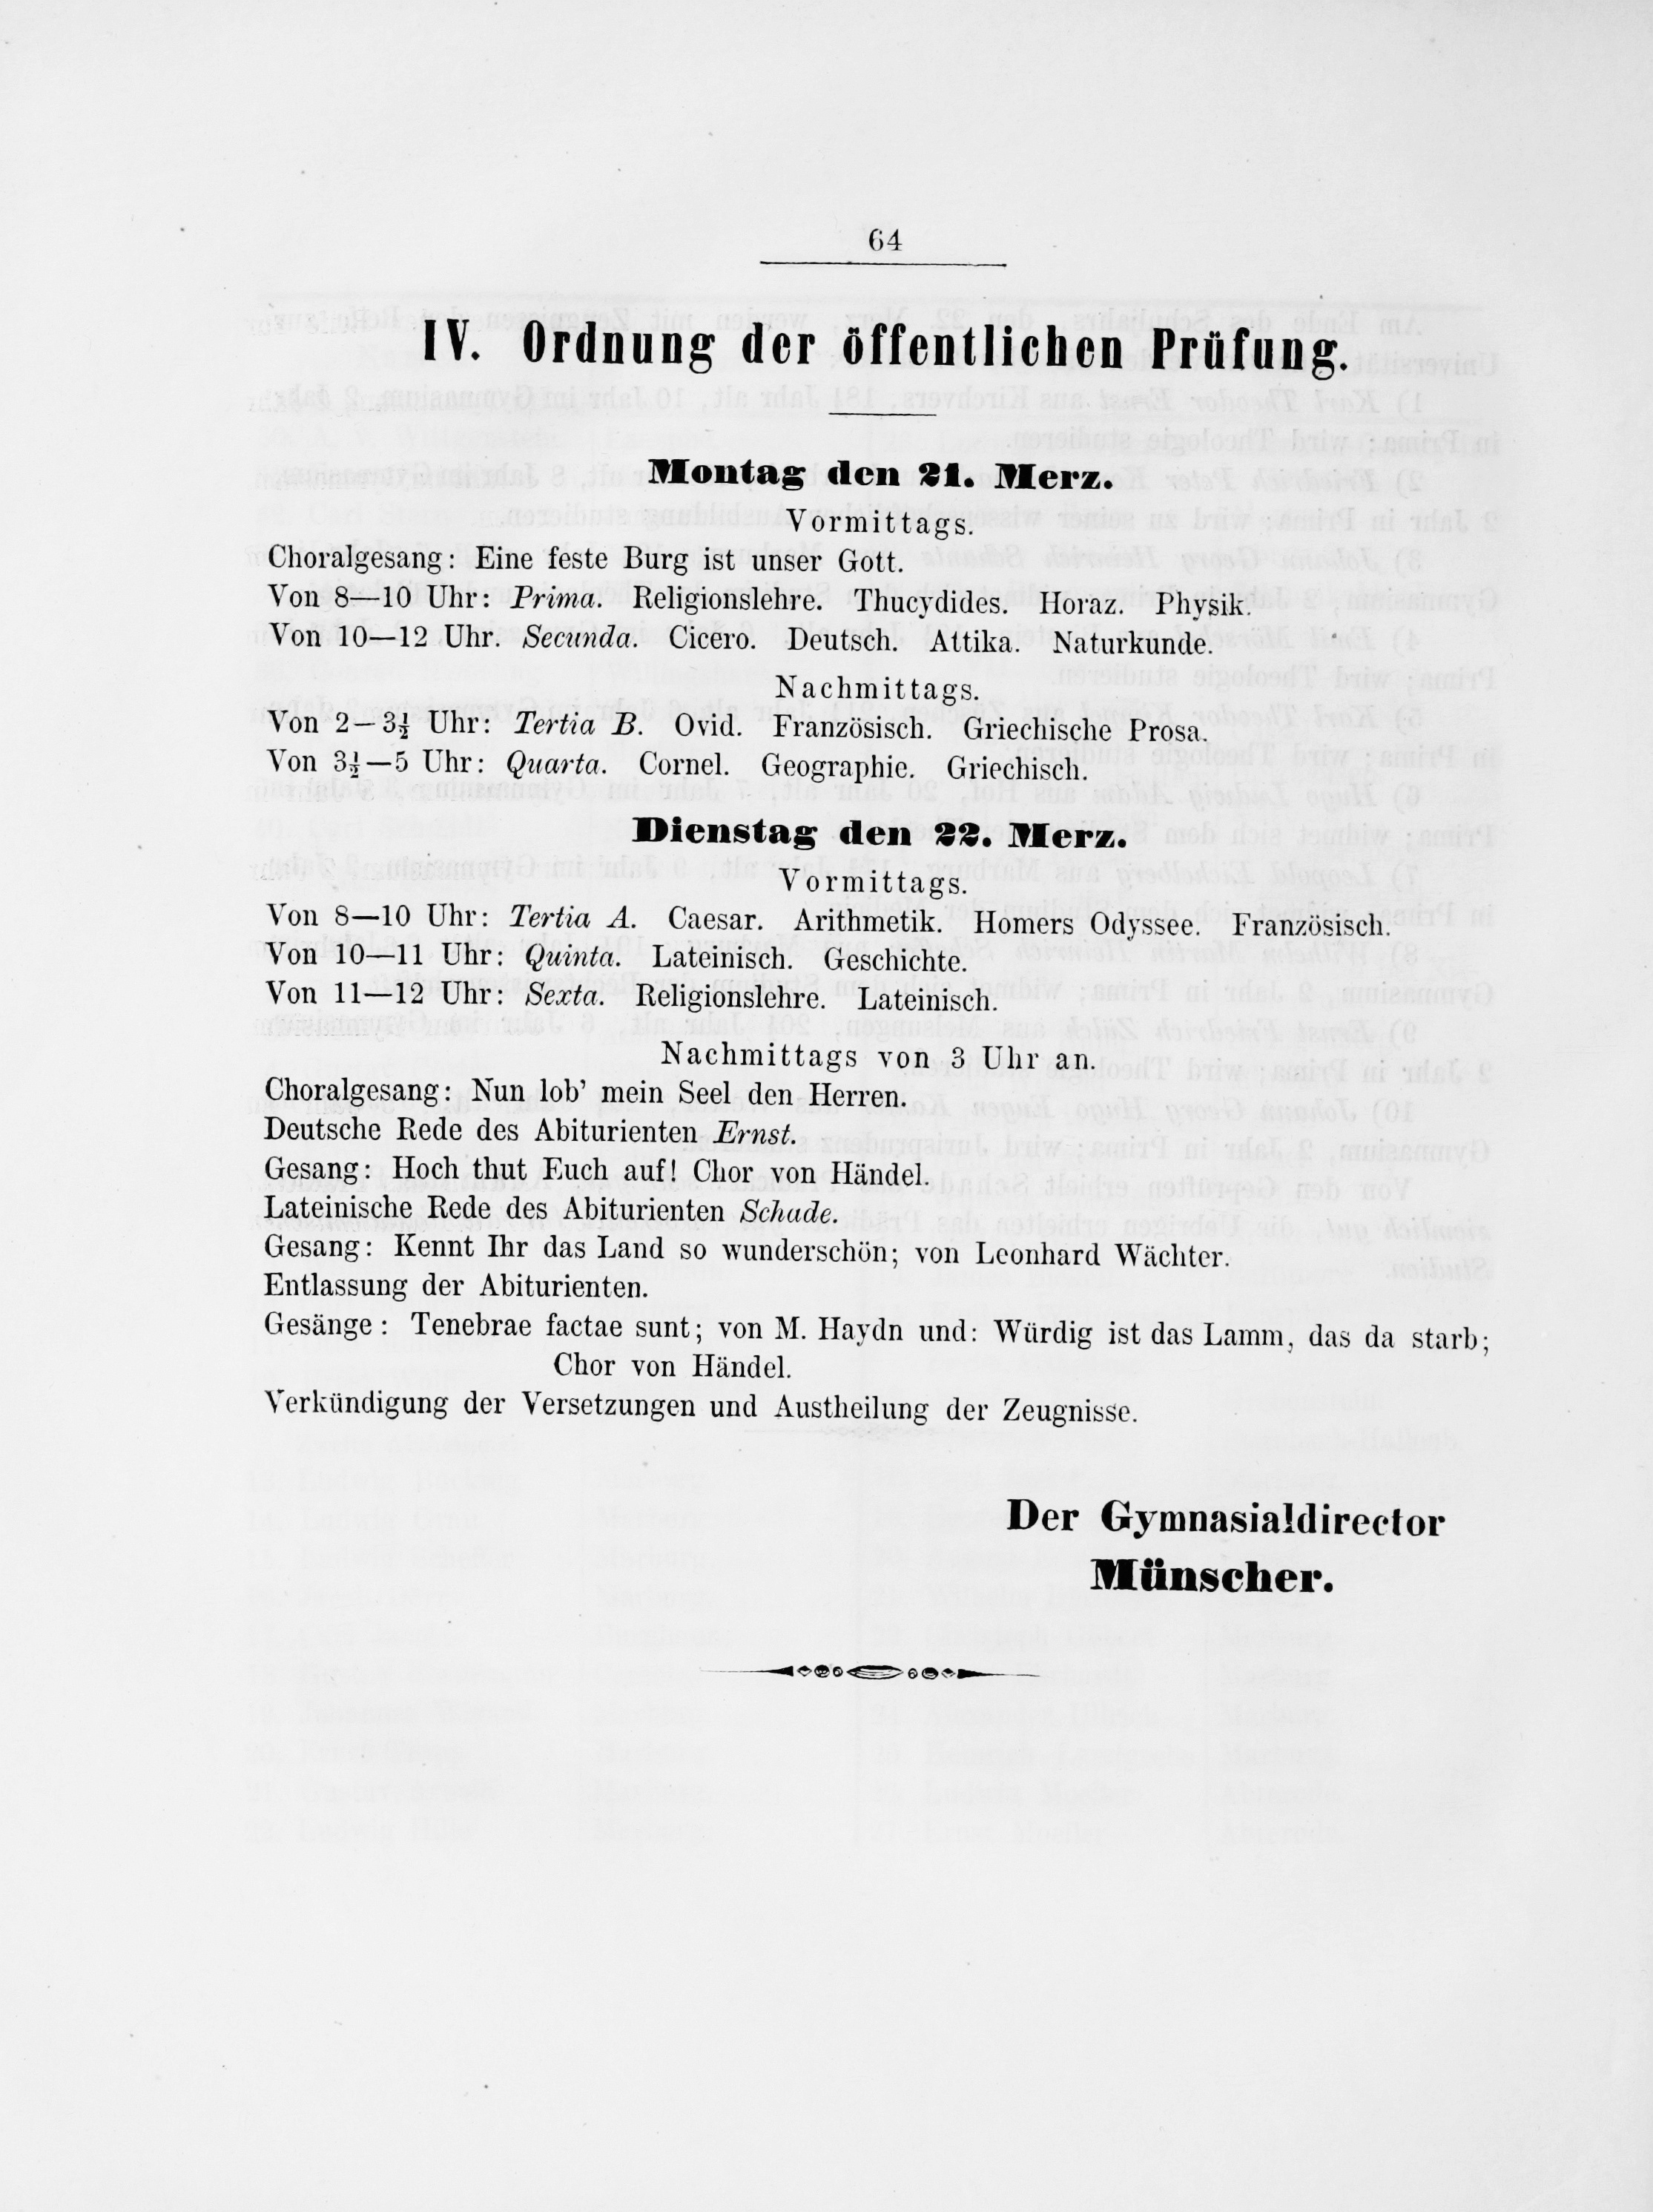 64
IV. Ordnung der öffentlichen Prüfung.
Montag den 21. Merz.
Vormittags.
Choralgesang: Eine feste Burg ist unser Gott.
Von 8—10 Uhr: Prima. Religionslehre. Thucydides. Horaz. Physik.
Von 10—12 Uhr. Secunda. Cicero. Deutsch. Attika. Naturkunde.
Nachmittags.
Von 2—3½ Uhr: Tertia B. Ovid. Französisch. Griechische Prosa.
Von 3½—5 Uhr: Quarta. Cornel. Geographie. Griechisch.
Dienstag den 22. Merz.
Vormittags.
Von 8—10 Uhr: Tertia A. Caesar. Arithmetik. Homers Odyssee. Französisch.
Von 10—11 Uhr: Quinta. Lateinisch. Geschichte.
Von 11—12 Uhr: Sexta. Religionslehre. Lateinisch.
Nachmittags von 3 Uhr an.
Choralgesang: Nun lob' mein Seel den Herren.
Deutsche Rede des Abiturienten Ernst.
Gesang: Hoch thut Euch auf! Chor von Händel.
Lateinische Rede des Abiturienten Schade.
Gesang: Kennt Ihr das Land so wunderschön; von Leonhard Wächter.
Entlassung der Abiturienten.
Gesänge: Tenebrae factae sunt; von M. Haydn und: Würdig ist das Lamm, das da starb;
Chor von Händel.
Verkündigung der Versetzungen und Austheilung der Zeugnisse.
Der Gymnasialdirector
Münscher.